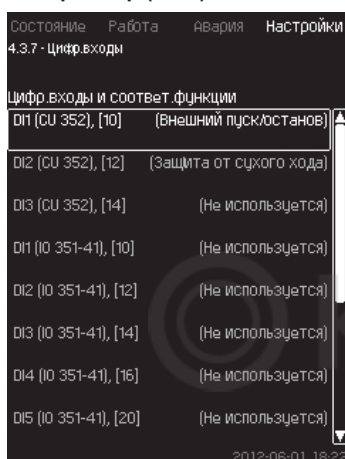 Состояние Работа Авария Настройки
4.3.7 - Цифр.входы
Цифр.входы и соответ.функции
DI1 (CU 352), [10] (Внешний пуск/останов)
DI2 (CU 352), [12] (Защита от сухого хода)
DI3 (CU 352), [14] (Не используется)
DI1 (IO 351-41), [10] (Не используется)
DI2 (IO 351-41), [12] (Не используется)
DI3 (IO 351-41), [14] (Не используется)
DI4 (IO 351-41), [16] (Не используется)
DI5 (IO 351-41), [20] (Не используется)
2012-06-01 18:22